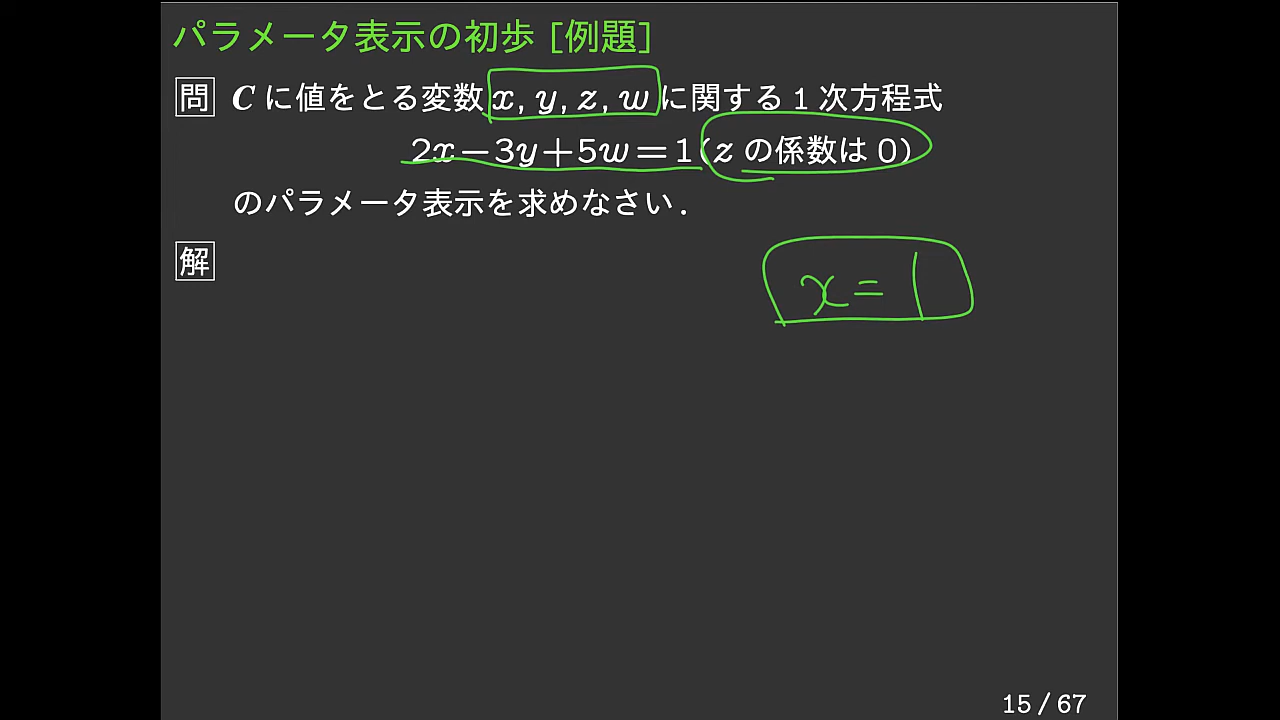 パラメータ表示の初歩 [例題]
問 C に値をとる変数 x, y, z, w に関する 1 次方程式
2x−3y+5w=1(z の係数は 0)
のパラメータ表示を求めなさい.
解
x = |
15 / 67